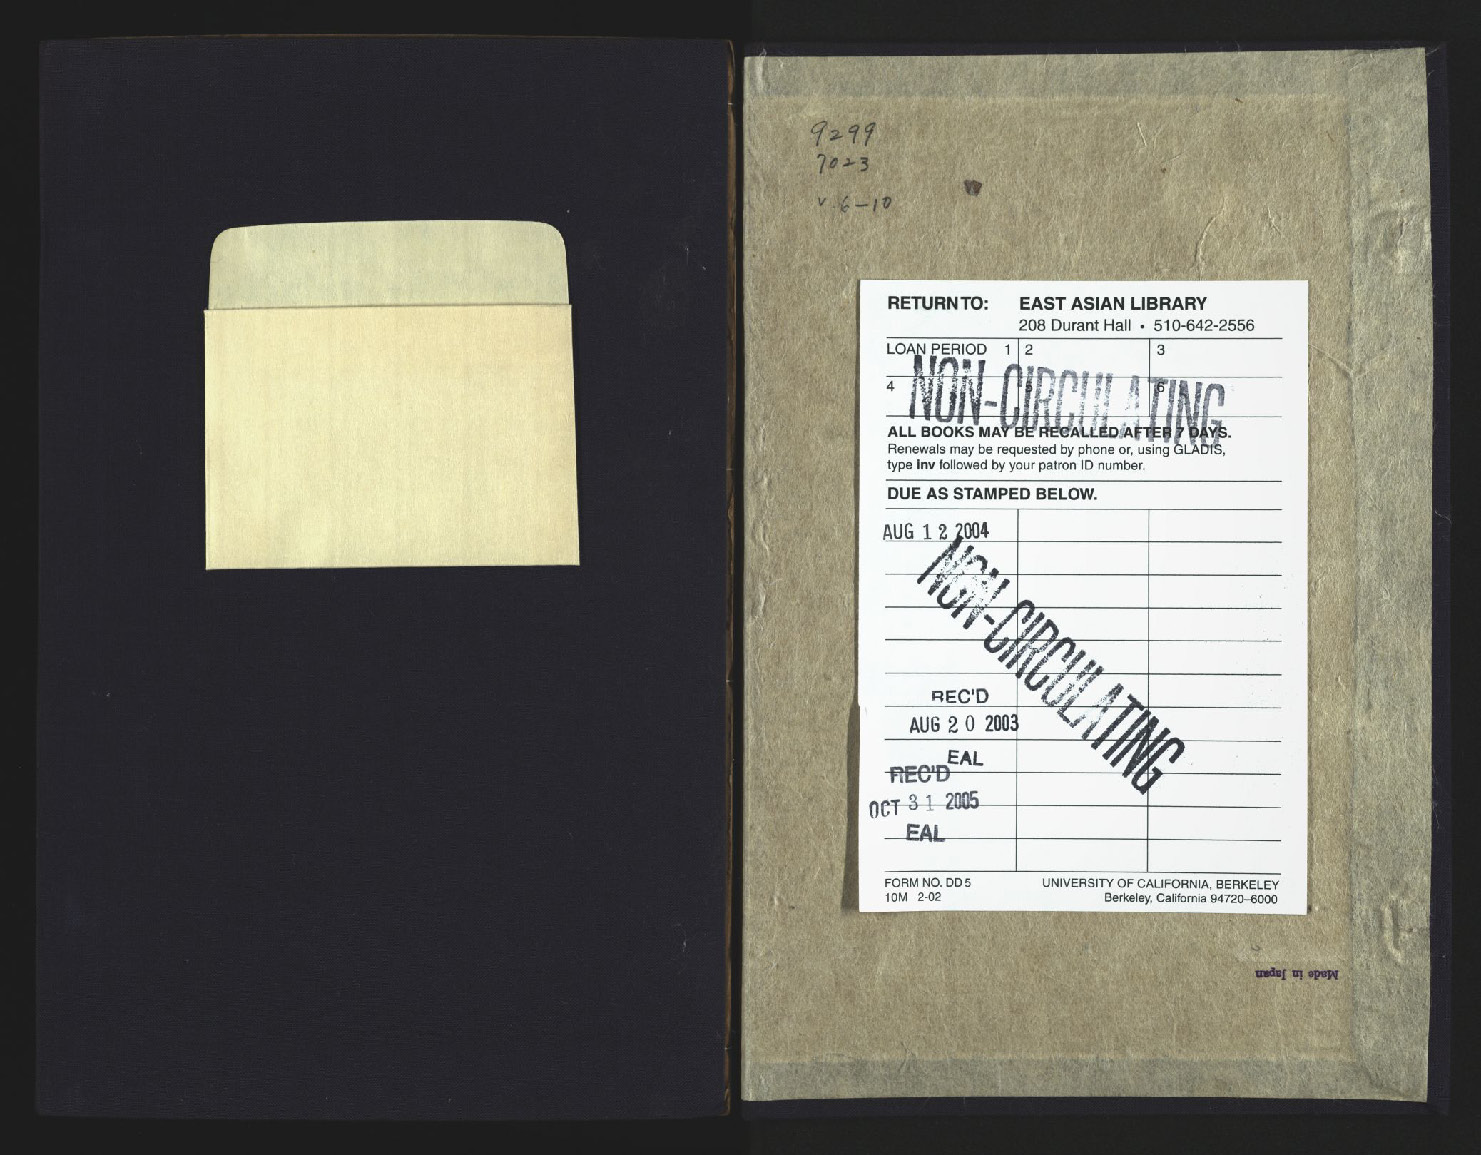 9299
7023
v. 6-10
RETURN TO: EAST ASIAN LIBRARY
208 Durant Hall • 510-642-2556
LOAN PERIOD 1 2 3
4 5 6
NON-CIRCULATING
ALL BOOKS MAY BE RECALLED AFTER 7 DAYS.
Renewals may be requested by phone or, using GLADIS,
type inv followed by your patron ID number.
DUE AS STAMPED BELOW.
AUG 12 2004
NON-CIRCULATING
REC'D
AUG 20 2003
EAL
REC'D
OCT 31 2005
EAL
FORM NO. DD5 UNIVERSITY OF CALIFORNIA, BERKELEY
10M 2-02 Berkeley, California 94720-6000
Made in Japan